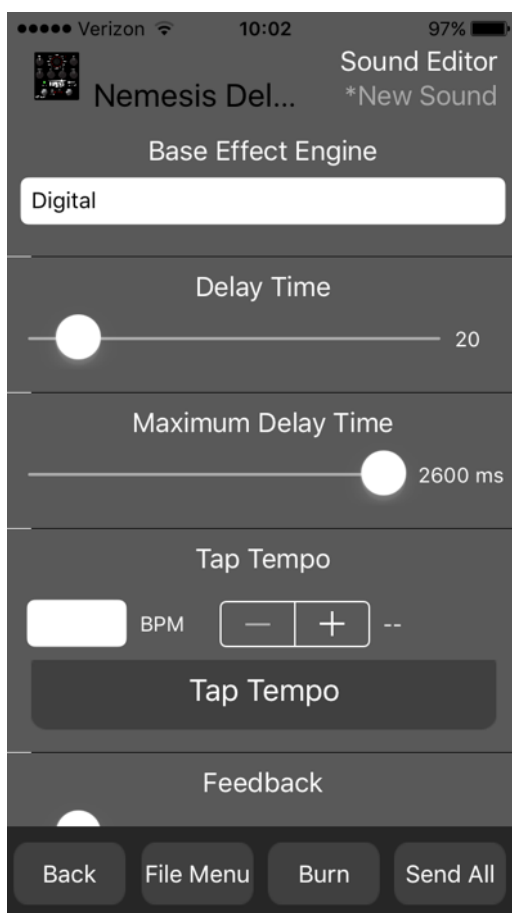 Verizon 10:02 97%
Sound Editor
Nemesis Del... *New Sound
Base Effect Engine
Digital
Delay Time
20
Maximum Delay Time
2600 ms
Tap Tempo
BPM − + --
Tap Tempo
Feedback
Back File Menu Burn Send All